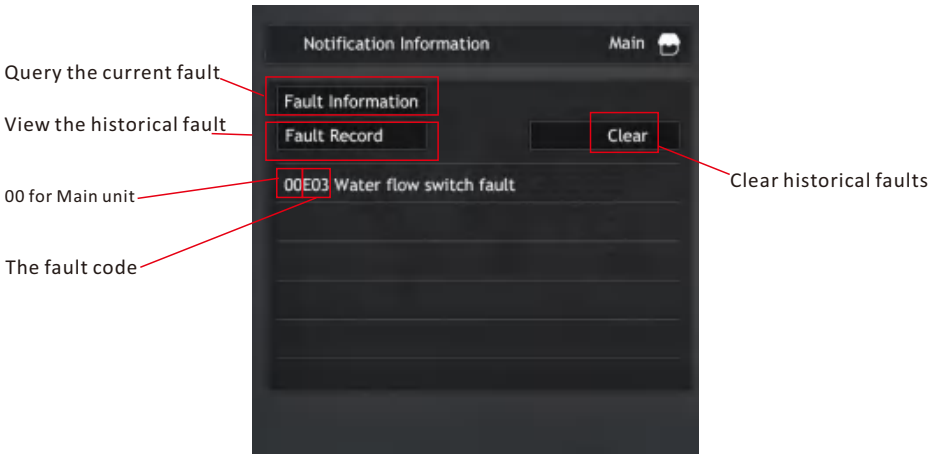 Notification Information Main
Query the current fault
Fault Information
View the historical fault
Fault Record Clear
00E03 Water flow switch fault
Clear historical faults
00 for Main unit
The fault code